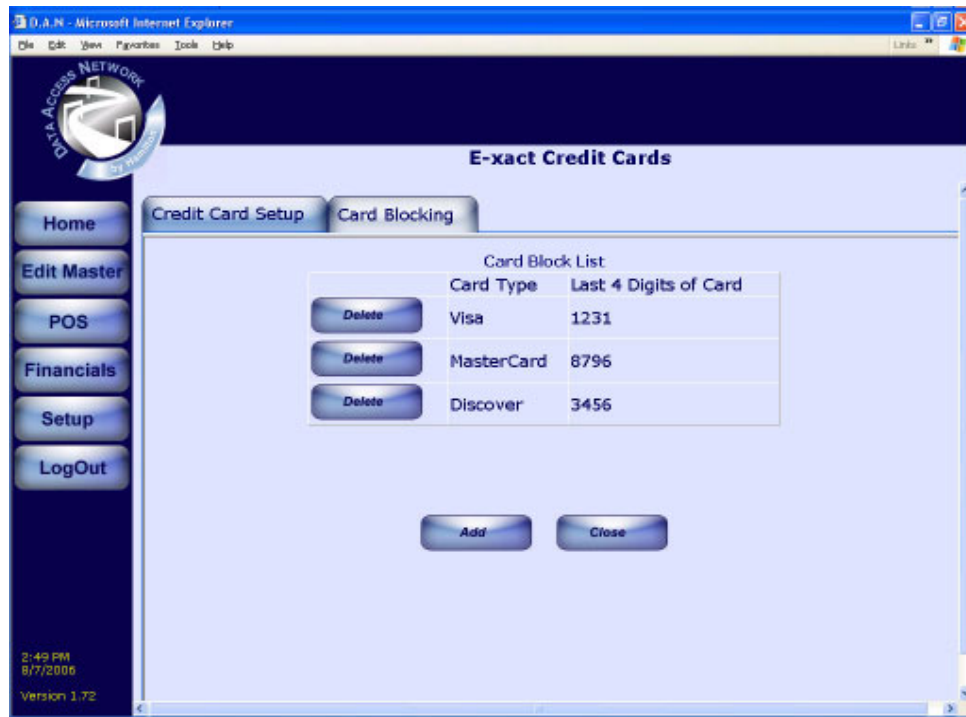 D.A.N - Microsoft Internet Explorer
File Edit View Favorites Tools Help Links »
DATA ACCESS NETWORK
by Hamilton
E-xact Credit Cards
Credit Card Setup Card Blocking
Home
Edit Master
POS
Financials
Setup
LogOut
Card Block List
Card Type Last 4 Digits of Card
Delete Visa 1231
Delete MasterCard 8796
Delete Discover 3456
Add Close
2:49 PM
8/7/2006
Version 1.72